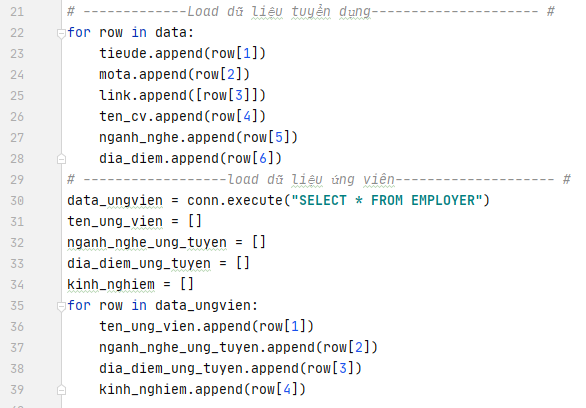 21 # -------------Load dữ liệu tuyển dụng--------------------- #
22 for row in data:
23     tieude.append(row[1])
24     mota.append(row[2])
25     link.append([row[3]])
26     ten_cv.append(row[4])
27     nganh_nghe.append(row[5])
28     dia_diem.append(row[6])
29 # ------------------load dữ liệu ứng viên-------------------- #
30 data_ungvien = conn.execute("SELECT * FROM EMPLOYER")
31 ten_ung_vien = []
32 nganh_nghe_ung_tuyen = []
33 dia_diem_ung_tuyen = []
34 kinh_nghiem = []
35 for row in data_ungvien:
36     ten_ung_vien.append(row[1])
37     nganh_nghe_ung_tuyen.append(row[2])
38     dia_diem_ung_tuyen.append(row[3])
39     kinh_nghiem.append(row[4])